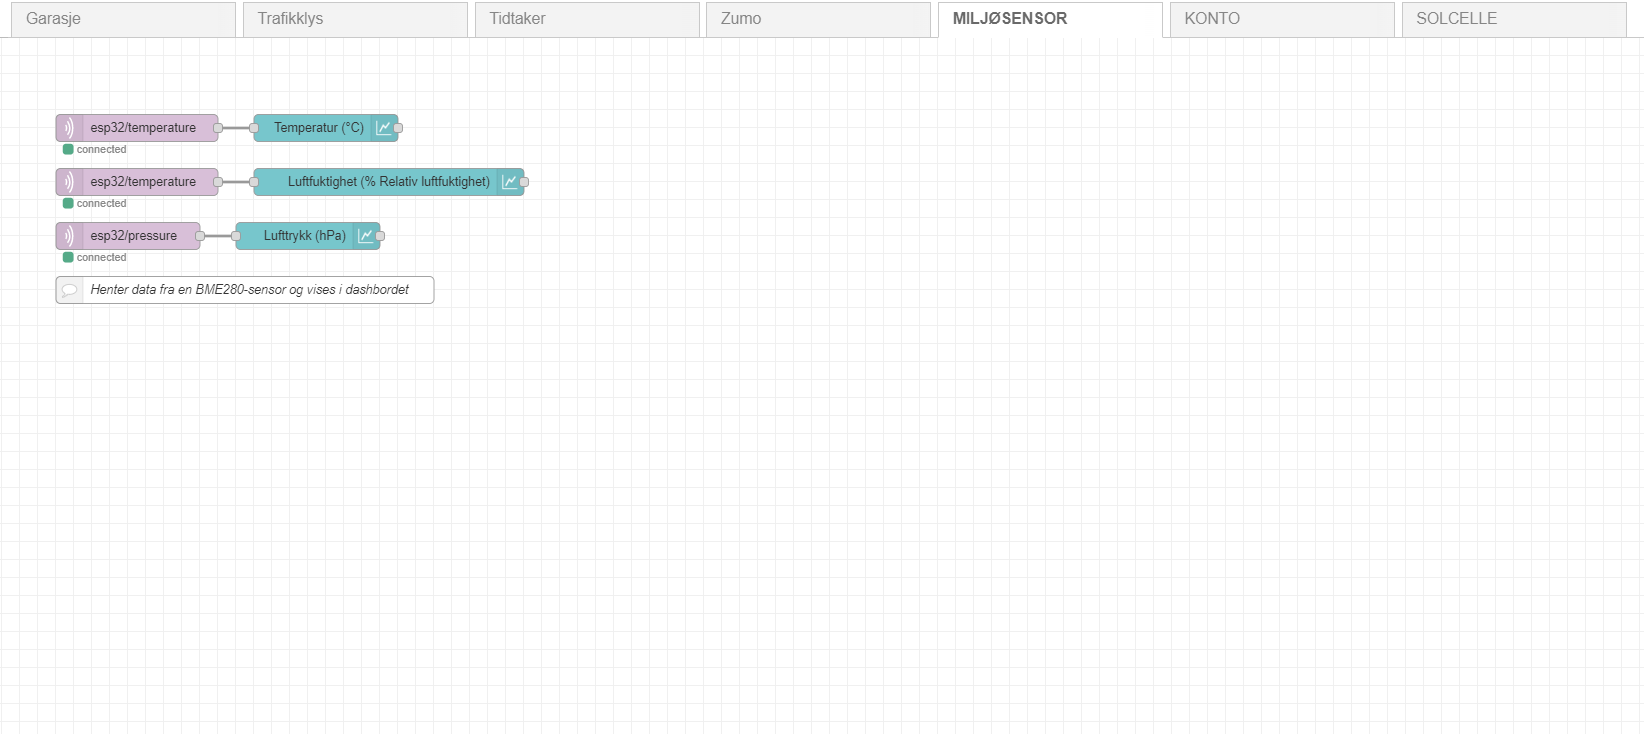 Garasje
Trafikklys
Tidtaker
Zumo
MILJØSENSOR
KONTO
SOLCELLE
esp32/temperature
Temperatur (°C)
connected
esp32/temperature
Luftfuktighet (% Relativ luftfuktighet)
connected
esp32/pressure
Lufttrykk (hPa)
connected
Henter data fra en BME280-sensor og vises i dashbordet